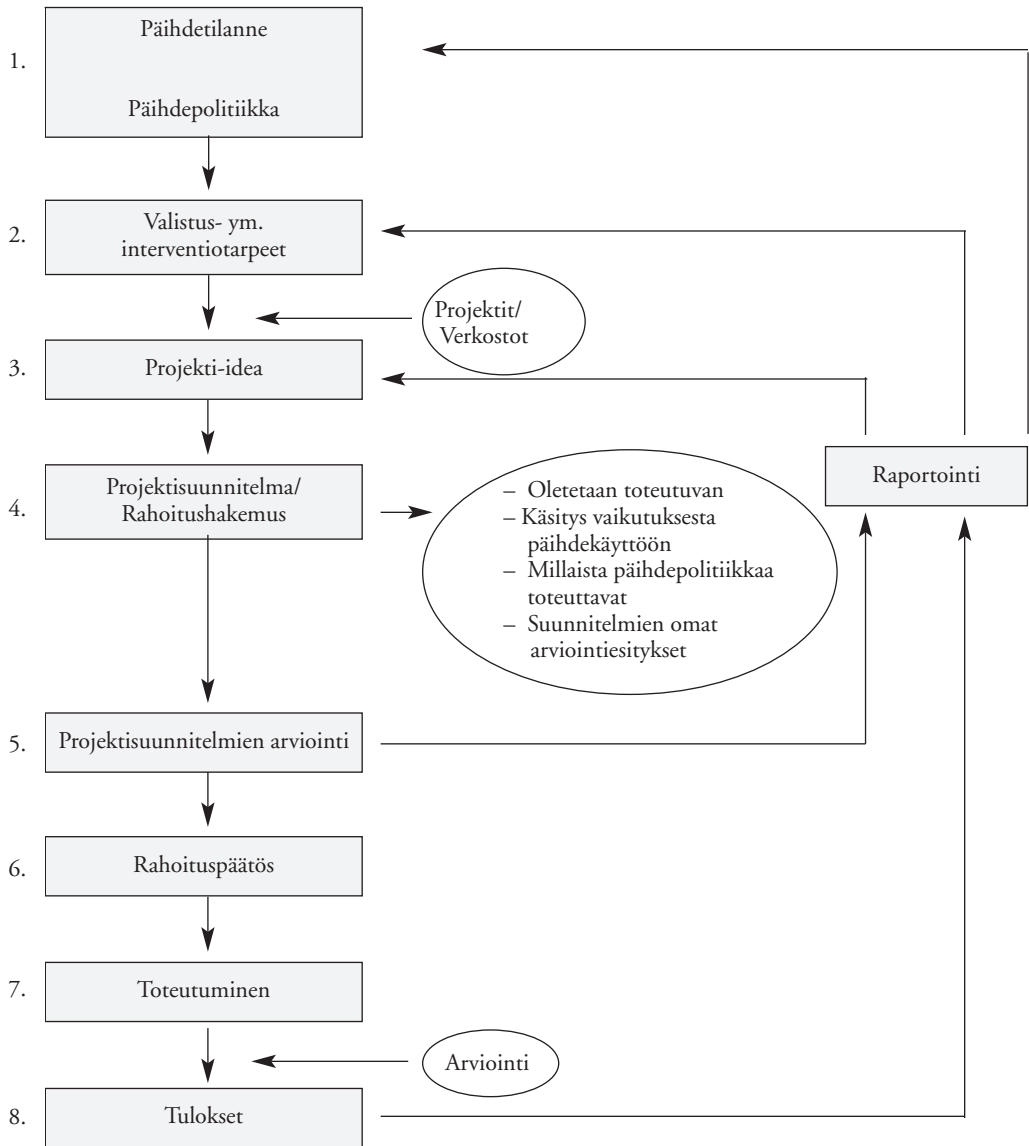 1.
Päihdetilanne
Päihdepolitiikka
2.
Valistus- ym.
interventiotarpeet
Projektit/
Verkostot
3.
Projekti-idea
4.
Projektisuunnitelma/
Rahoitushakemus
– Oletetaan toteutuvan
– Käsitys vaikutuksesta
päihdekäyttöön
– Millaista päihdepolitiikkaa
toteuttavat
– Suunnitelmien omat
arviointiesitykset
Raportointi
5.
Projektisuunnitelmien arviointi
6.
Rahoituspäätös
7.
Toteutuminen
Arviointi
8.
Tulokset